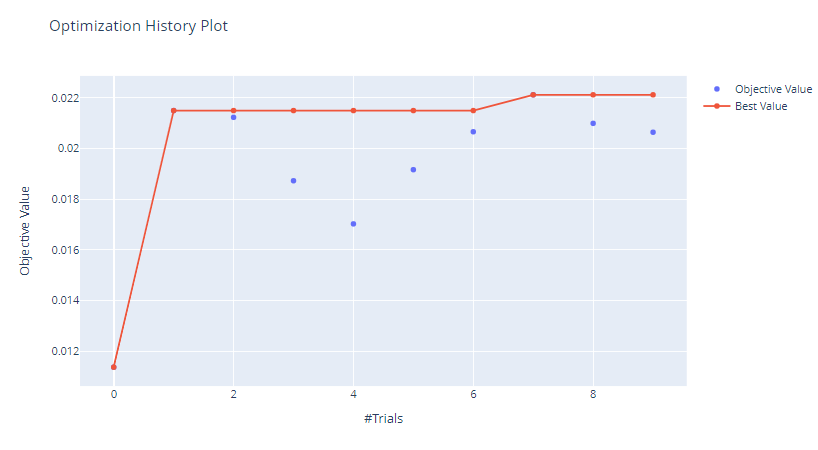 Optimization History Plot
Objective Value
Best Value
0.022
0.02
0.018
0.016
0.014
0.012
Objective Value
0 2 4 6 8
#Trials